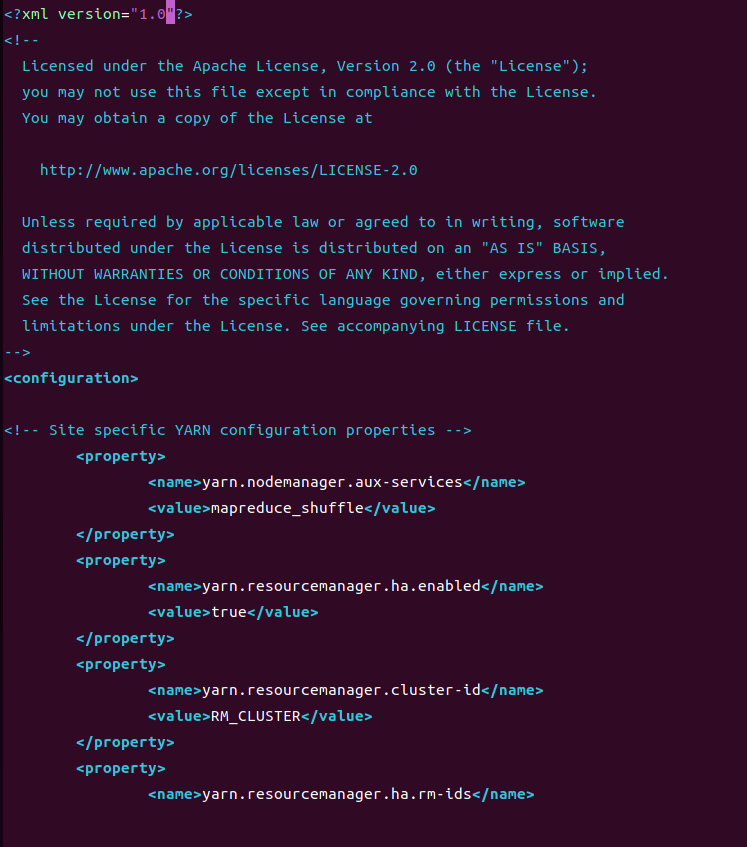 <?xml version="1.0"?>
<!--
  Licensed under the Apache License, Version 2.0 (the "License");
  you may not use this file except in compliance with the License.
  You may obtain a copy of the License at

    http://www.apache.org/licenses/LICENSE-2.0

  Unless required by applicable law or agreed to in writing, software
  distributed under the License is distributed on an "AS IS" BASIS,
  WITHOUT WARRANTIES OR CONDITIONS OF ANY KIND, either express or implied.
  See the License for the specific language governing permissions and
  limitations under the License. See accompanying LICENSE file.
-->
<configuration>

<!-- Site specific YARN configuration properties -->
        <property>
                <name>yarn.nodemanager.aux-services</name>
                <value>mapreduce_shuffle</value>
        </property>
        <property>
                <name>yarn.resourcemanager.ha.enabled</name>
                <value>true</value>
        </property>
        <property>
                <name>yarn.resourcemanager.cluster-id</name>
                <value>RM_CLUSTER</value>
        </property>
        <property>
                <name>yarn.resourcemanager.ha.rm-ids</name>